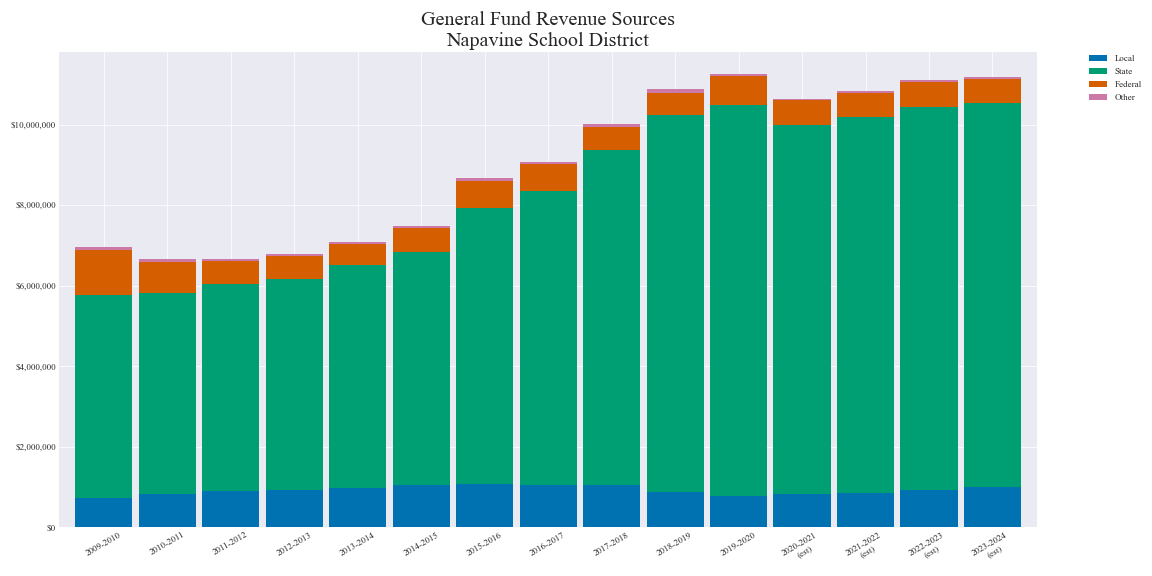 General Fund Revenue Sources
Napavine School District
Local
State
Federal
Other
$10,000,000
$8,000,000
$6,000,000
$4,000,000
$2,000,000
$0
2009-2010
2010-2011
2011-2012
2012-2013
2013-2014
2014-2015
2015-2016
2016-2017
2017-2018
2018-2019
2019-2020
2020-2021
(est)
2021-2022
(est)
2022-2023
(est)
2023-2024
(est)